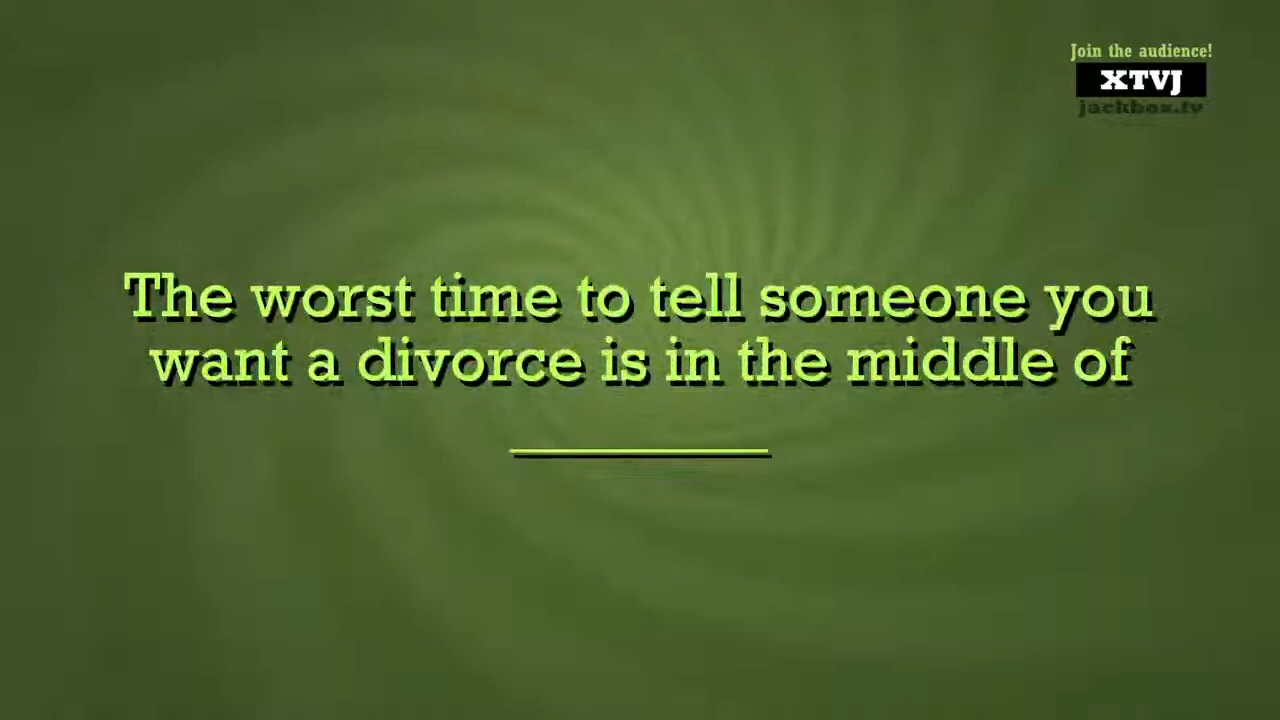 Join the audience!
XTVJ
jackbox.tv
The worst time to tell someone you
want a divorce is in the middle of